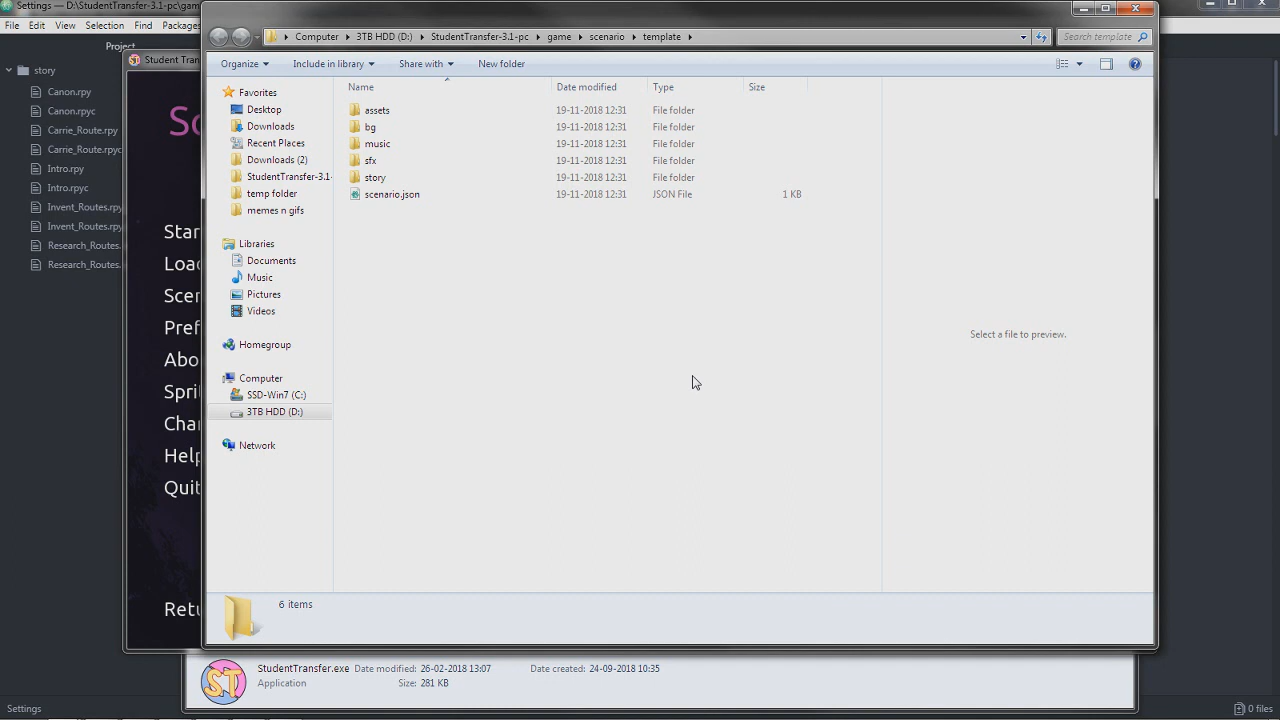 Settings — D:\StudentTransfer-3.1-pc\gam
File Edit View Selection Find Packages
Project
story
Canon.rpy
Canon.rpyc
Carrie_Route.rpy
Carrie_Route.rpyc
Intro.rpy
Intro.rpyc
Invent_Routes.rpy
Invent_Routes.rpy
Research_Routes.
Research_Routes.
Settings
0 files
Student Tran
Sc
Star
Load
Scen
Pref
Abo
Sprit
Char
Help
Quit
Retu
Computer
3TB HDD (D:)
StudentTransfer-3.1-pc
game
scenario
template
Search template
Organize
Include in library
Share with
New folder
Favorites
Desktop
Downloads
Recent Places
Downloads (2)
StudentTransfer-3.1-
temp folder
memes n gifs
Libraries
Documents
Music
Pictures
Videos
Homegroup
Computer
SSD-Win7 (C:)
3TB HDD (D:)
Network
Name Date modified Type Size
assets 19-11-2018 12:31 File folder
bg 19-11-2018 12:31 File folder
music 19-11-2018 12:31 File folder
sfx 19-11-2018 12:31 File folder
story 19-11-2018 12:31 File folder
scenario.json 19-11-2018 12:31 JSON File 1 KB
Select a file to preview.
6 items
ST
StudentTransfer.exe Date modified: 26-02-2018 13:07 Date created: 24-09-2018 10:35
Application Size: 281 KB